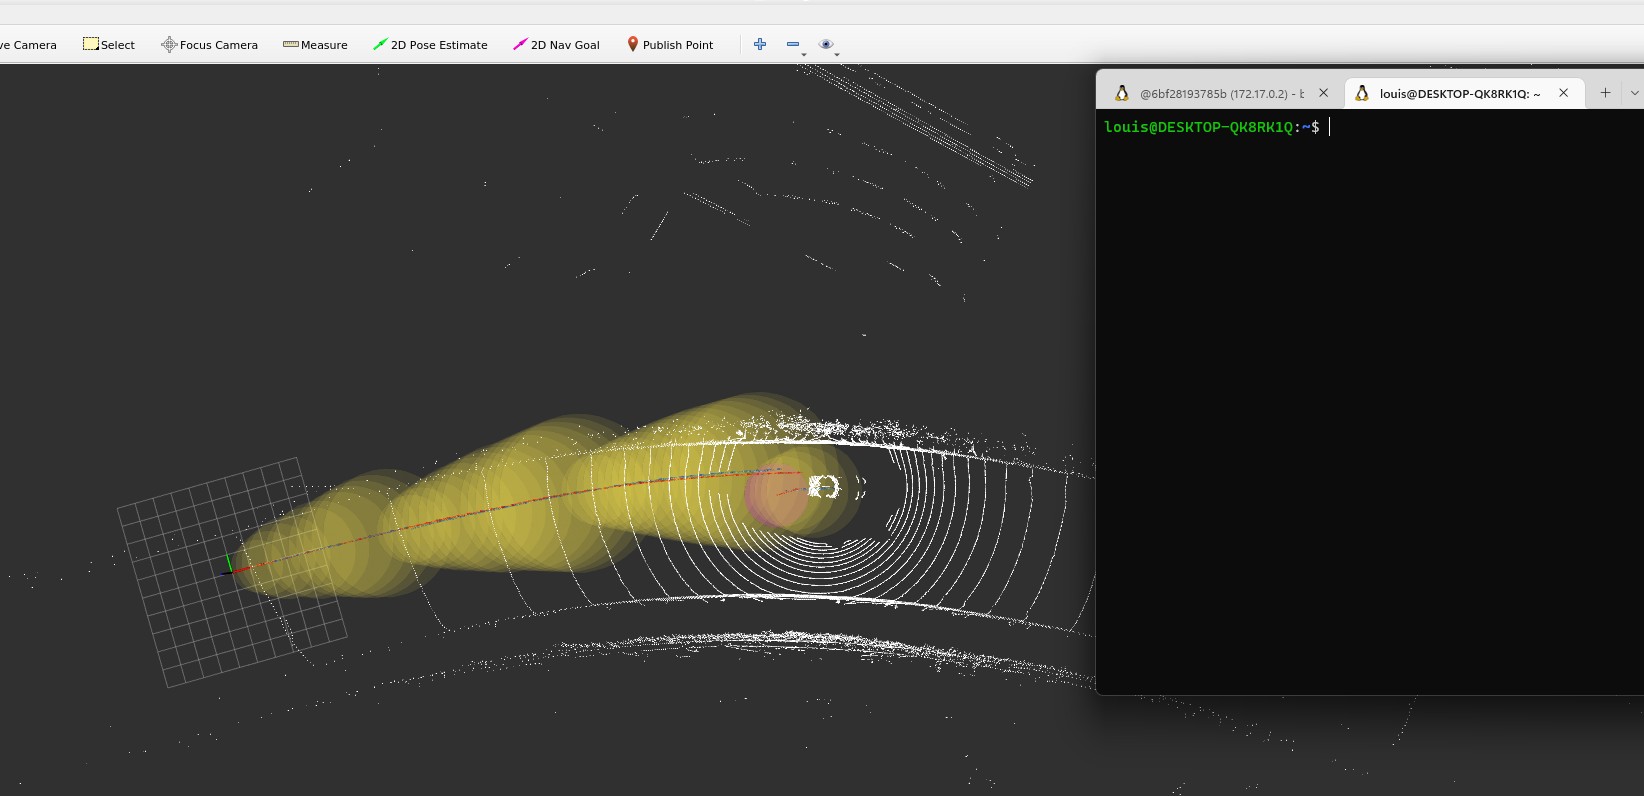 ve Camera Select Focus Camera Measure 2D Pose Estimate 2D Nav Goal Publish Point
@6bf28193785b (172.17.0.2) - b louis@DESKTOP-QK8RK1Q: ~
louis@DESKTOP-QK8RK1Q:~$